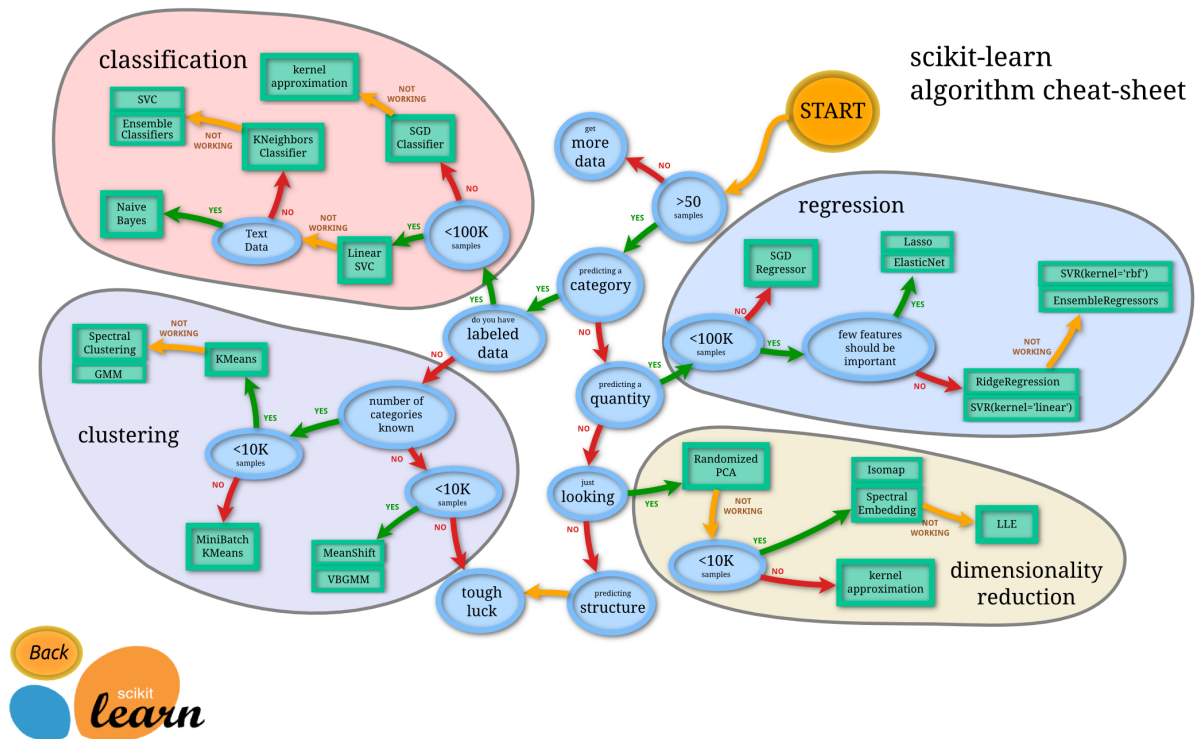 scikit-learn
algorithm cheat-sheet
START
get
more
data
NO
>50
samples
YES
predicting a
category
YES
NO
do you have
labeled
data
YES
NO
predicting a
quantity
YES
NO
just
looking
YES
NO
predicting
structure
tough
luck
classification
kernel
approximation
NOT
WORKING
SVC
Ensemble
Classifiers
NOT
WORKING
KNeighbors
Classifier
SGD
Classifier
NO
Naive
Bayes
YES
NO
Text
Data
NOT
WORKING
Linear
SVC
YES
<100K
samples
regression
SGD
Regressor
NO
<100K
samples
YES
Lasso
ElasticNet
YES
few features
should be
important
NO
SVR(kernel='rbf')
EnsembleRegressors
NOT
WORKING
RidgeRegression
SVR(kernel='linear')
clustering
Spectral
Clustering
GMM
NOT
WORKING
KMeans
YES
<10K
samples
NO
MiniBatch
KMeans
YES
number of
categories
known
NO
<10K
samples
YES
NO
MeanShift
VBGMM
dimensionality
reduction
Randomized
PCA
NOT
WORKING
<10K
samples
YES
NO
Isomap
Spectral
Embedding
NOT
WORKING
LLE
kernel
approximation
Back
scikit
learn